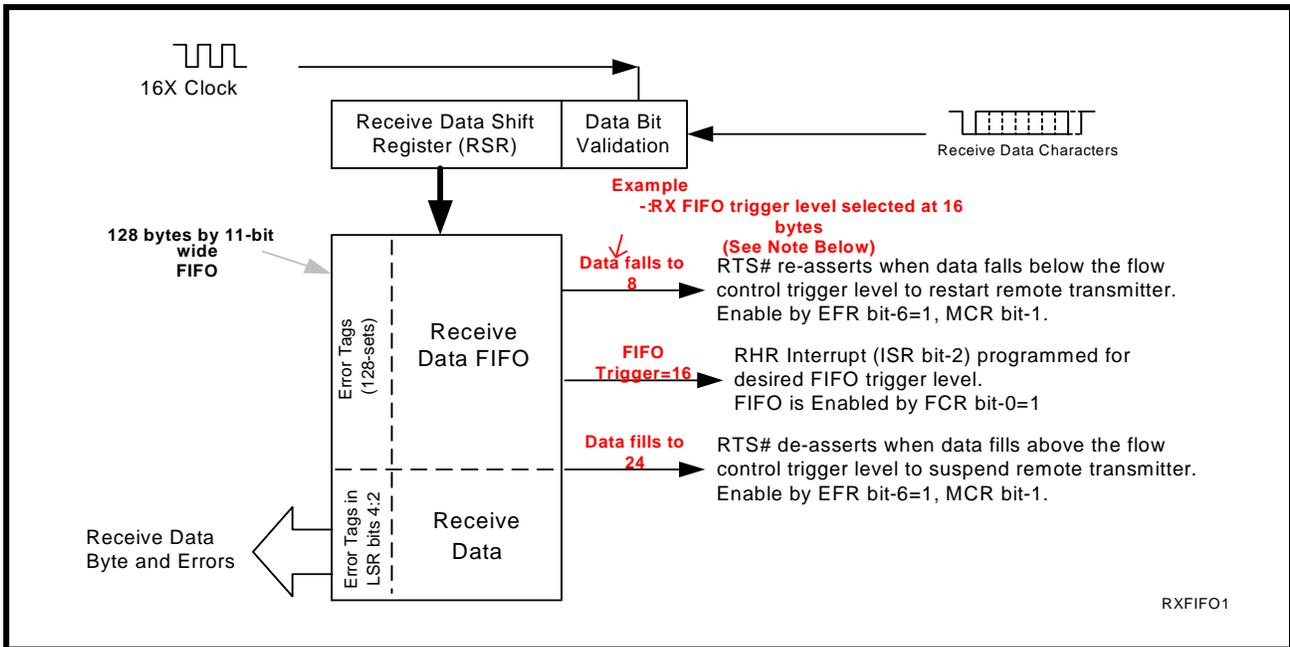 16X Clock
Receive Data Shift
Register (RSR)
Data Bit
Validation
Receive Data Characters
Example
-:RX FIFO trigger level selected at 16
bytes
(See Note Below)
128 bytes by 11-bit
wide
FIFO
Data falls to
8
RTS# re-asserts when data falls below the flow
control trigger level to restart remote transmitter.
Enable by EFR bit-6=1, MCR bit-1.
Error Tags
(128-sets)
Receive
Data FIFO
FIFO
Trigger=16
RHR Interrupt (ISR bit-2) programmed for
desired FIFO trigger level.
FIFO is Enabled by FCR bit-0=1
Data fills to
24
RTS# de-asserts when data fills above the flow
control trigger level to suspend remote transmitter.
Enable by EFR bit-6=1, MCR bit-1.
Error Tags in
LSR bits 4:2
Receive
Data
Receive Data
Byte and Errors
RXFIFO1